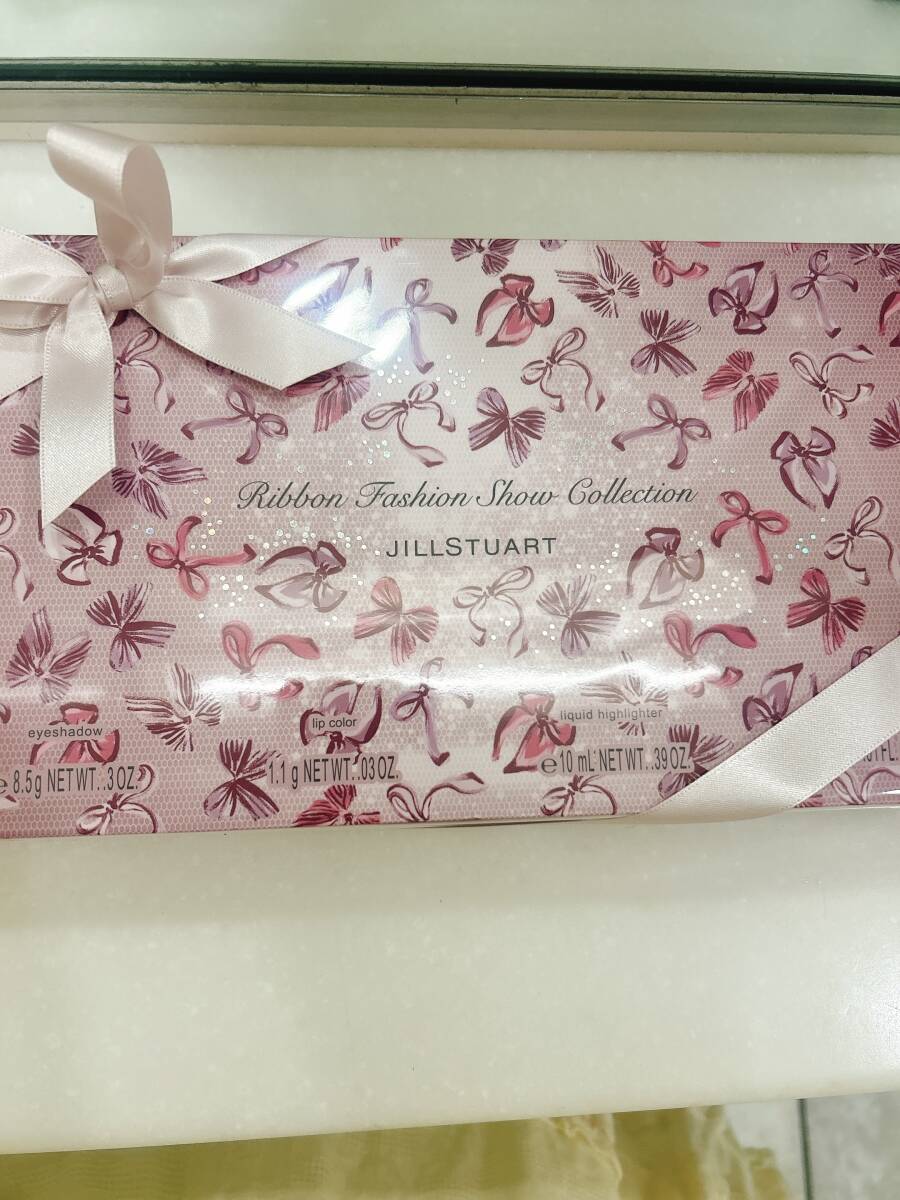 Ribbon Fashion Show Collection
JILLSTUART
eyeshadow
e 8.5g NET WT. .3 OZ.
lip color
1.1 g NET WT. .03 OZ.
liquid highlighter
e 10 mL NET WT. .39 OZ.
FL.